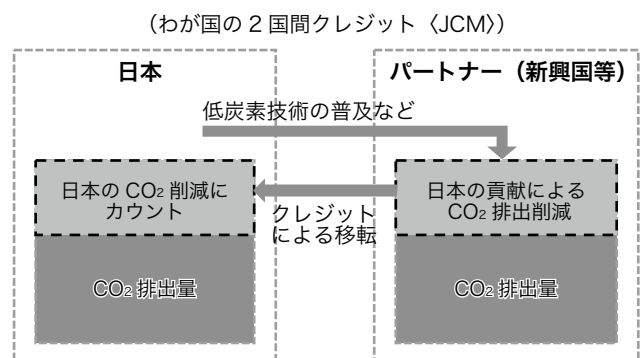 (わが国の2国間クレジット〈JCM〉)
日本
パートナー（新興国等）
低炭素技術の普及など
日本の CO₂ 削減に
カウント
クレジット
による移転
日本の貢献による
CO₂ 排出削減
CO₂ 排出量
CO₂ 排出量